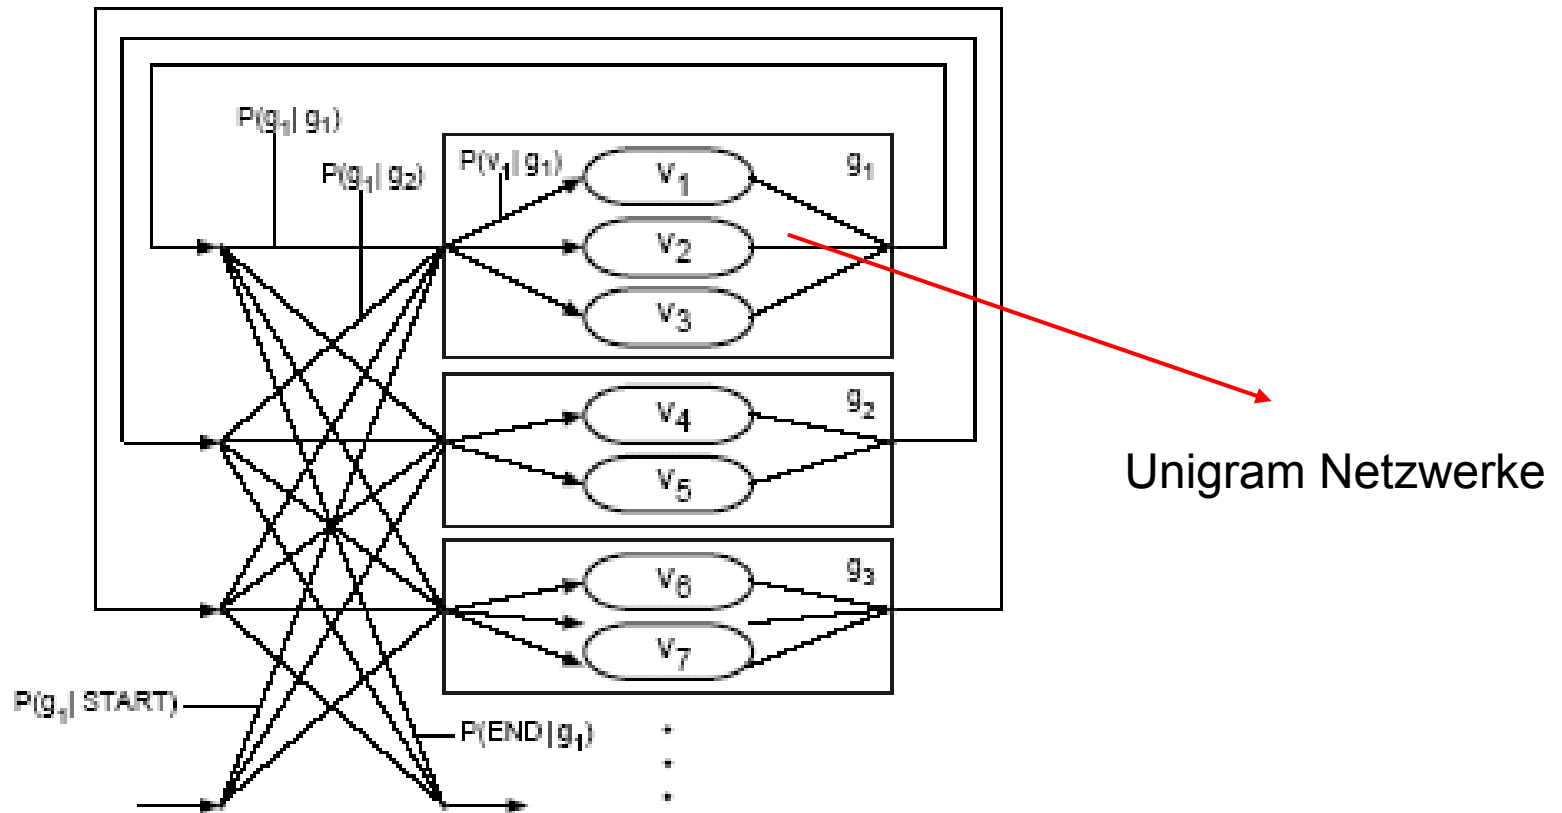 P(g₁| g₁)
P(g₁| g₂)
P(v₁| g₁)
v₁
g₁
v₂
v₃
v₄
g₂
v₅
Unigram Netzwerke
v₆
g₃
v₇
P(g₁| START)
P(END | g₁)